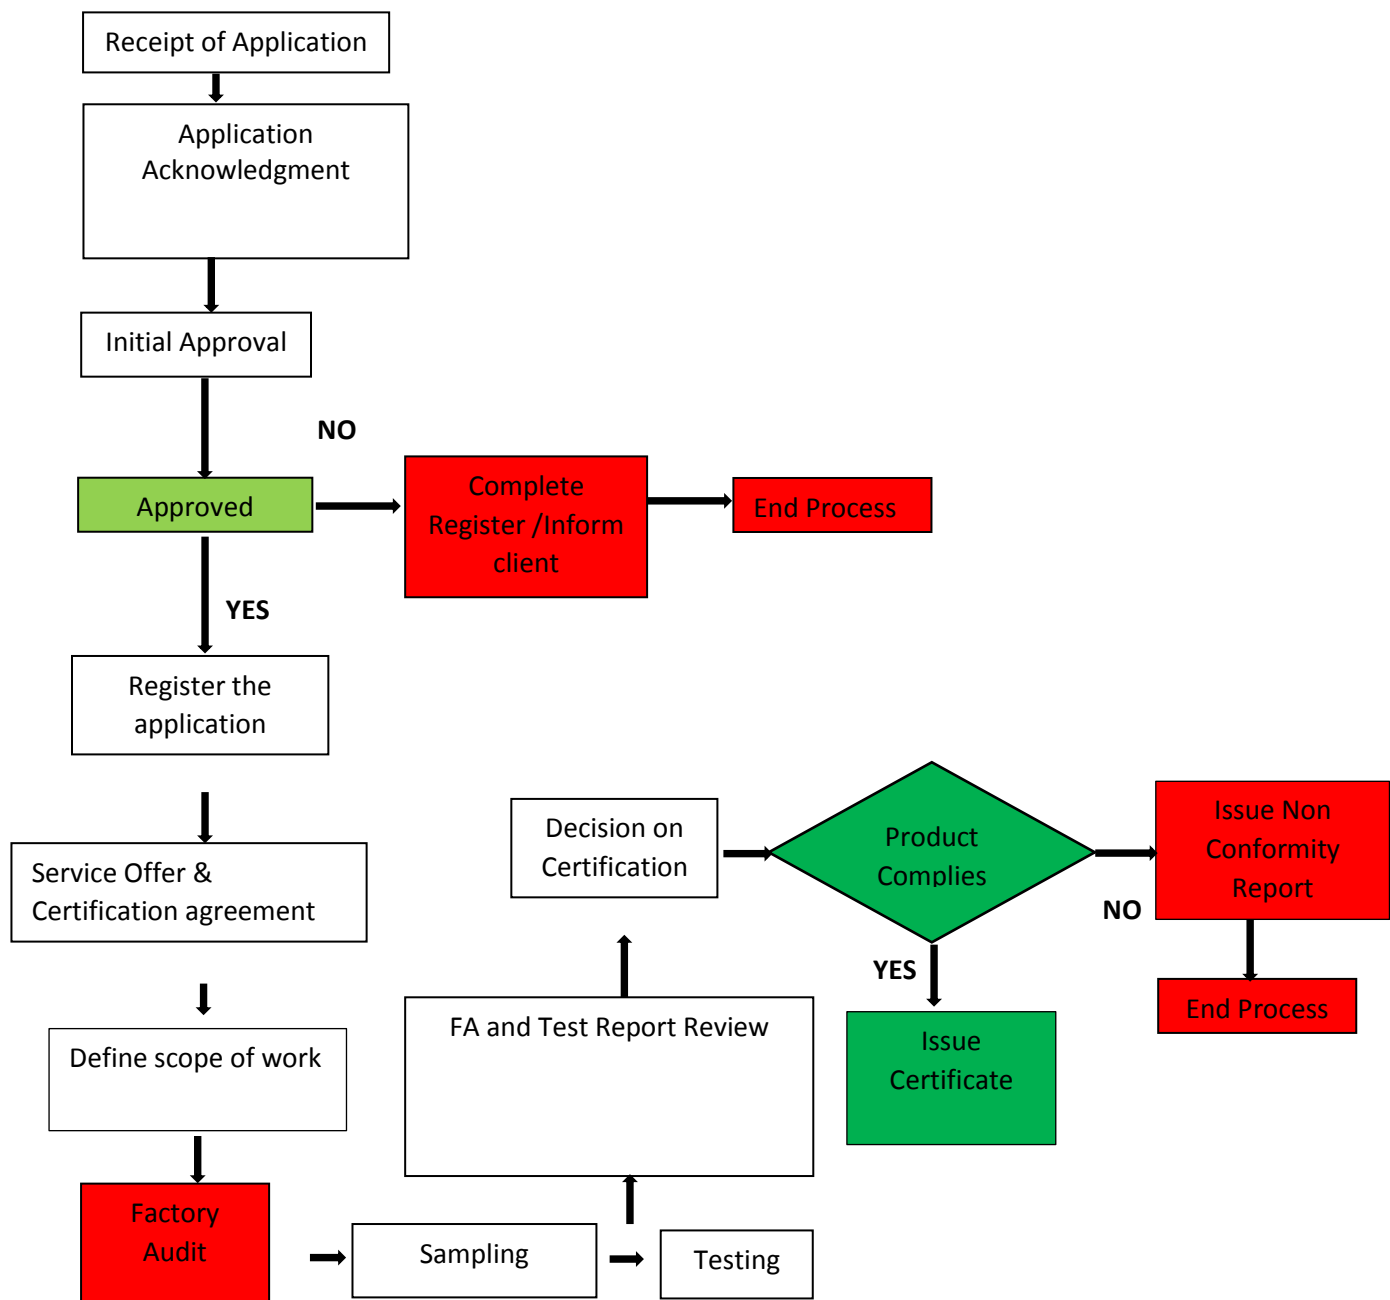 Receipt of Application
Application
Acknowledgment
Initial Approval
NO
Approved
Complete
Register /Inform
client
End Process
YES
Register the
application
Service Offer &
Certification agreement
Define scope of work
Factory
Audit
Sampling
Testing
FA and Test Report Review
Decision on
Certification
Product
Complies
NO
Issue Non
Conformity
Report
End Process
YES
Issue
Certificate